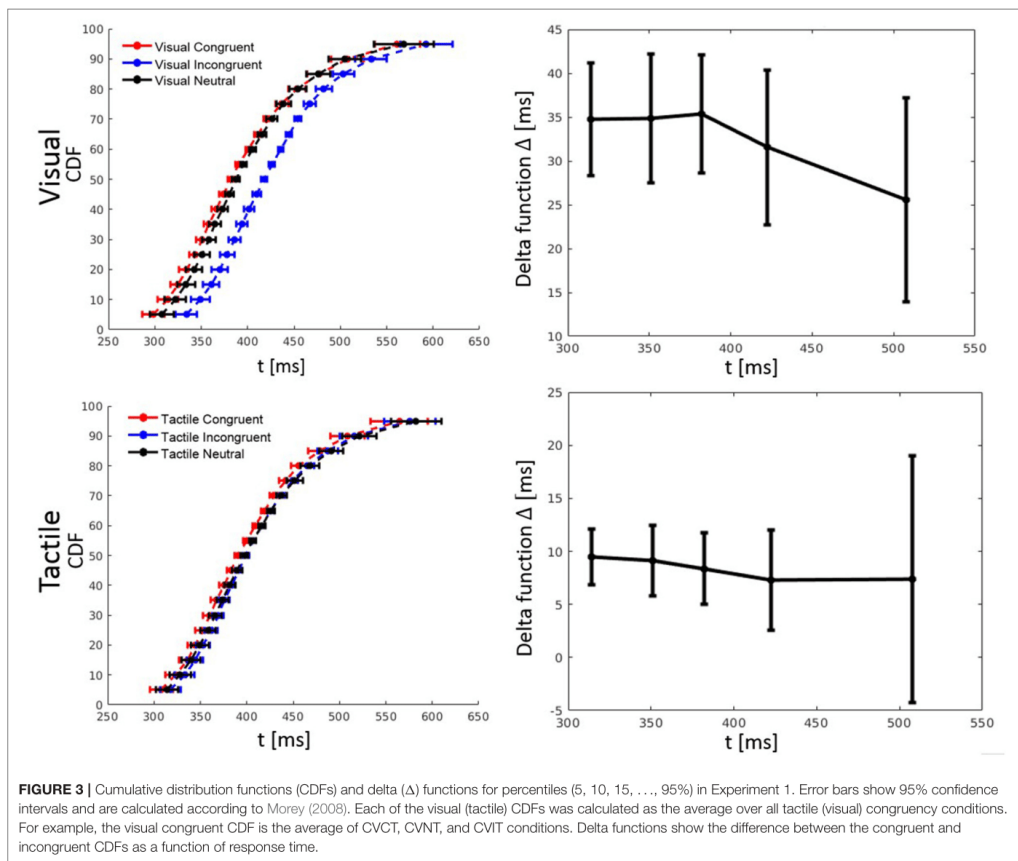 Visual
CDF
100
90
80
70
60
50
40
30
20
10
0
Visual Congruent
Visual Incongruent
Visual Neutral
250 300 350 400 450 500 550 600 650
t [ms]
Delta function Δ [ms]
45
40
35
30
25
20
15
10
300 350 400 450 500 550
t [ms]
Tactile
CDF
100
90
80
70
60
50
40
30
20
10
0
Tactile Congruent
Tactile Incongruent
Tactile Neutral
250 300 350 400 450 500 550 600 650
t [ms]
Delta function Δ [ms]
25
20
15
10
5
0
-5
300 350 400 450 500 550
t [ms]
FIGURE 3 | Cumulative distribution functions (CDFs) and delta (Δ) functions for percentiles (5, 10, 15, . . ., 95%) in Experiment 1. Error bars show 95% confidence
intervals and are calculated according to Morey (2008). Each of the visual (tactile) CDFs was calculated as the average over all tactile (visual) congruency conditions.
For example, the visual congruent CDF is the average of CVCT, CVNT, and CVIT conditions. Delta functions show the difference between the congruent and
incongruent CDFs as a function of response time.